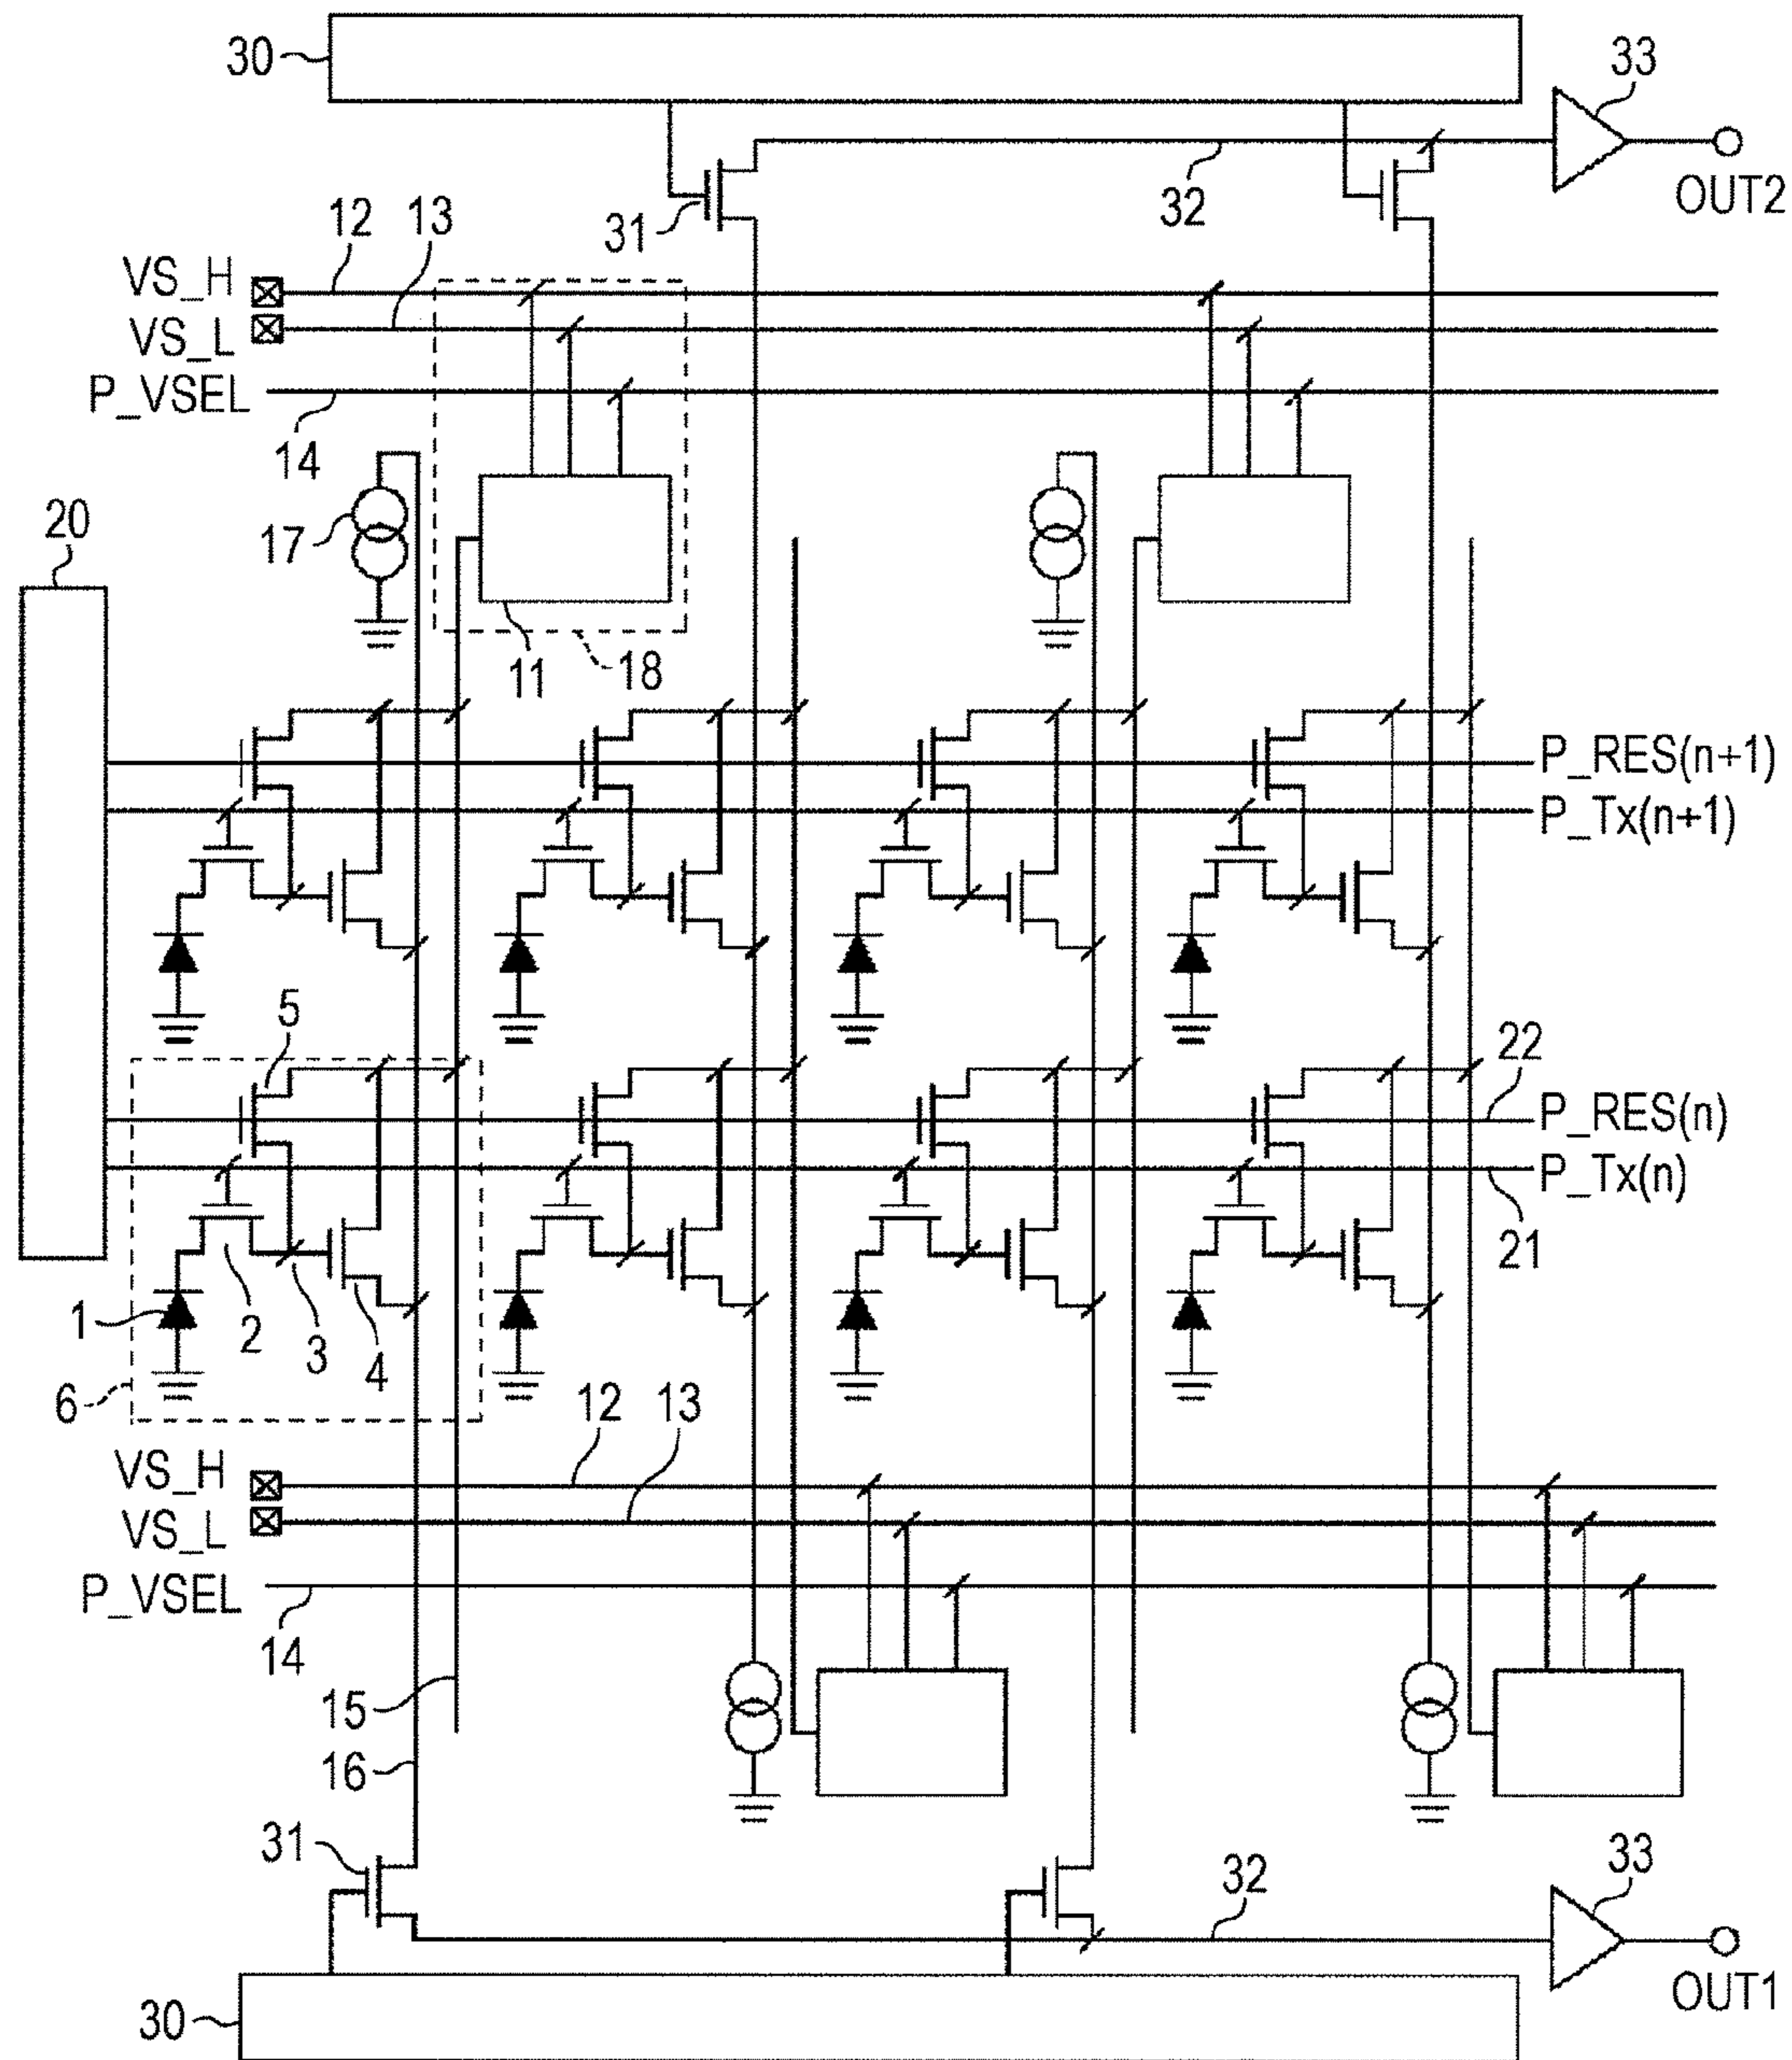 30
33
OUT2
32
31
12
13
VS_H
VS_L
P_VSEL
14
17
20
11
18
P_RES(n+1)
P_Tx(n+1)
5
22
P_RES(n)
P_Tx(n)
21
1
2
3
4
6
12
13
VS_H
VS_L
P_VSEL
14
15
16
31
32
33
OUT1
30